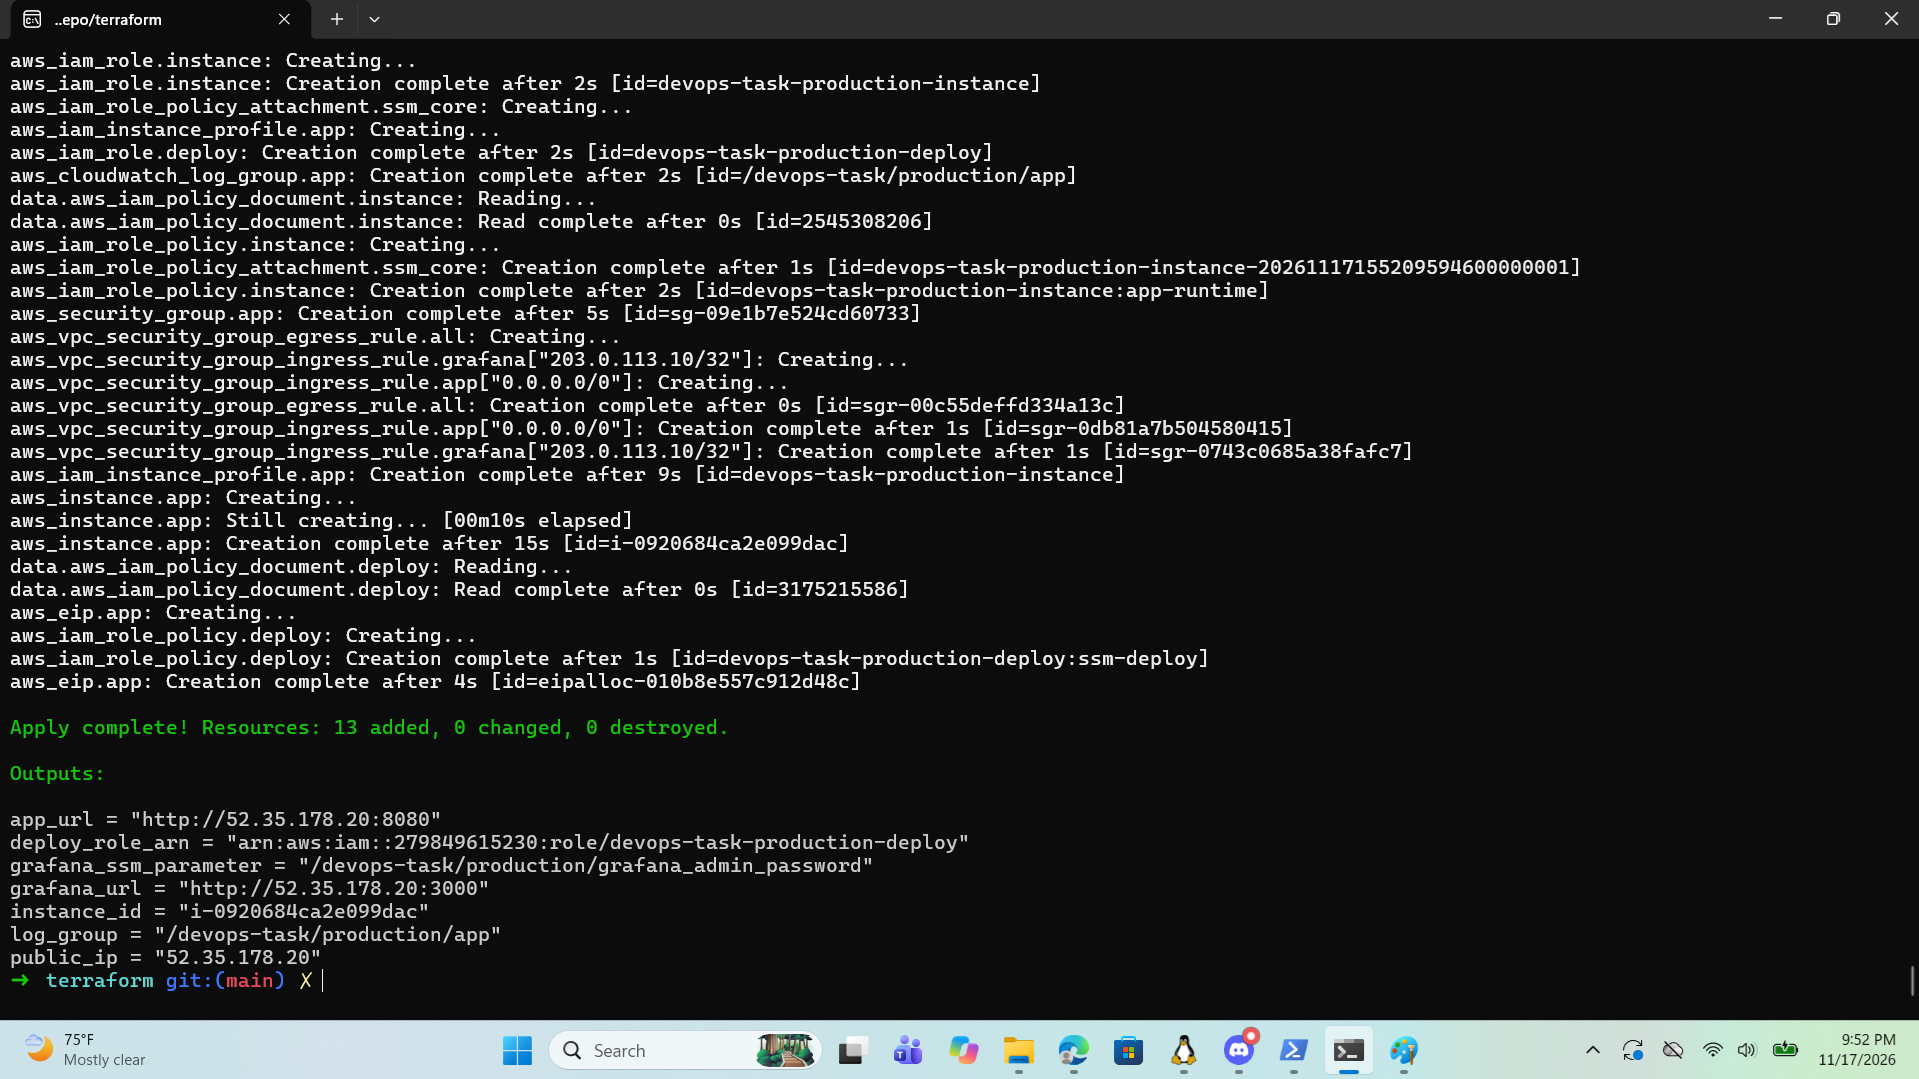 ..epo/terraform
aws_iam_role.instance: Creating...
aws_iam_role.instance: Creation complete after 2s [id=devops-task-production-instance]
aws_iam_role_policy_attachment.ssm_core: Creating...
aws_iam_instance_profile.app: Creating...
aws_iam_role.deploy: Creation complete after 2s [id=devops-task-production-deploy]
aws_cloudwatch_log_group.app: Creation complete after 2s [id=/devops-task/production/app]
data.aws_iam_policy_document.instance: Reading...
data.aws_iam_policy_document.instance: Read complete after 0s [id=2545308206]
aws_iam_role_policy.instance: Creating...
aws_iam_role_policy_attachment.ssm_core: Creation complete after 1s [id=devops-task-production-instance-20261117155209594600000001]
aws_iam_role_policy.instance: Creation complete after 2s [id=devops-task-production-instance:app-runtime]
aws_security_group.app: Creation complete after 5s [id=sg-09e1b7e524cd60733]
aws_vpc_security_group_egress_rule.all: Creating...
aws_vpc_security_group_ingress_rule.grafana["203.0.113.10/32"]: Creating...
aws_vpc_security_group_ingress_rule.app["0.0.0.0/0"]: Creating...
aws_vpc_security_group_egress_rule.all: Creation complete after 0s [id=sgr-00c55deffd334a13c]
aws_vpc_security_group_ingress_rule.app["0.0.0.0/0"]: Creation complete after 1s [id=sgr-0db81a7b504580415]
aws_vpc_security_group_ingress_rule.grafana["203.0.113.10/32"]: Creation complete after 1s [id=sgr-0743c0685a38fafc7]
aws_iam_instance_profile.app: Creation complete after 9s [id=devops-task-production-instance]
aws_instance.app: Creating...
aws_instance.app: Still creating... [00m10s elapsed]
aws_instance.app: Creation complete after 15s [id=i-0920684ca2e099dac]
data.aws_iam_policy_document.deploy: Reading...
data.aws_iam_policy_document.deploy: Read complete after 0s [id=3175215586]
aws_eip.app: Creating...
aws_iam_role_policy.deploy: Creating...
aws_iam_role_policy.deploy: Creation complete after 1s [id=devops-task-production-deploy:ssm-deploy]
aws_eip.app: Creation complete after 4s [id=eipalloc-010b8e557c912d48c]
Apply complete! Resources: 13 added, 0 changed, 0 destroyed.
Outputs:
app_url = "http://52.35.178.20:8080"
deploy_role_arn = "arn:aws:iam::279849615230:role/devops-task-production-deploy"
grafana_ssm_parameter = "/devops-task/production/grafana_admin_password"
grafana_url = "http://52.35.178.20:3000"
instance_id = "i-0920684ca2e099dac"
log_group = "/devops-task/production/app"
public_ip = "52.35.178.20"
➜ terraform git:(main) ✗
75°F
Mostly clear
Search
9:52 PM
11/17/2026